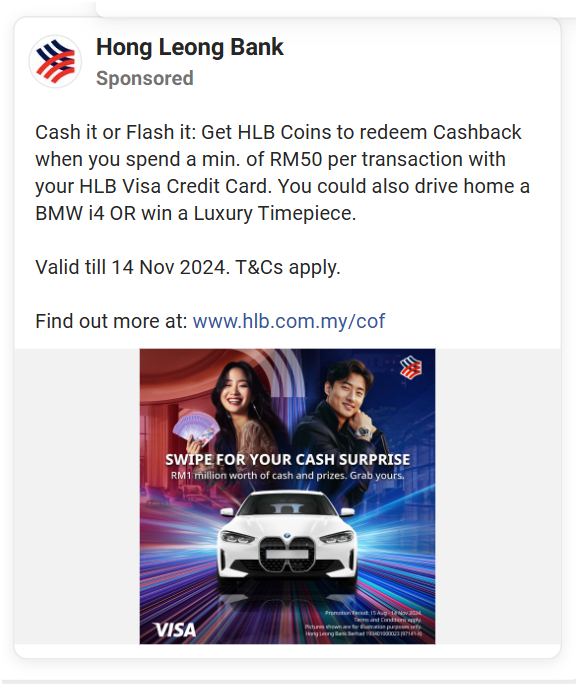 Hong Leong Bank
Sponsored
Cash it or Flash it: Get HLB Coins to redeem Cashback
when you spend a min. of RM50 per transaction with
your HLB Visa Credit Card. You could also drive home a
BMW i4 OR win a Luxury Timepiece.
Valid till 14 Nov 2024. T&Cs apply.
Find out more at: www.hlb.com.my/cof
SWIPE FOR YOUR CASH SURPRISE
RM1 million worth of cash and prizes. Grab yours.
VISA
Promotion Period: 15 Aug - 14 Nov 2024.
Terms and Conditions apply.
Pictures shown are for illustration purposes only.
Hong Leong Bank Berhad 193401000023 (97141-X)